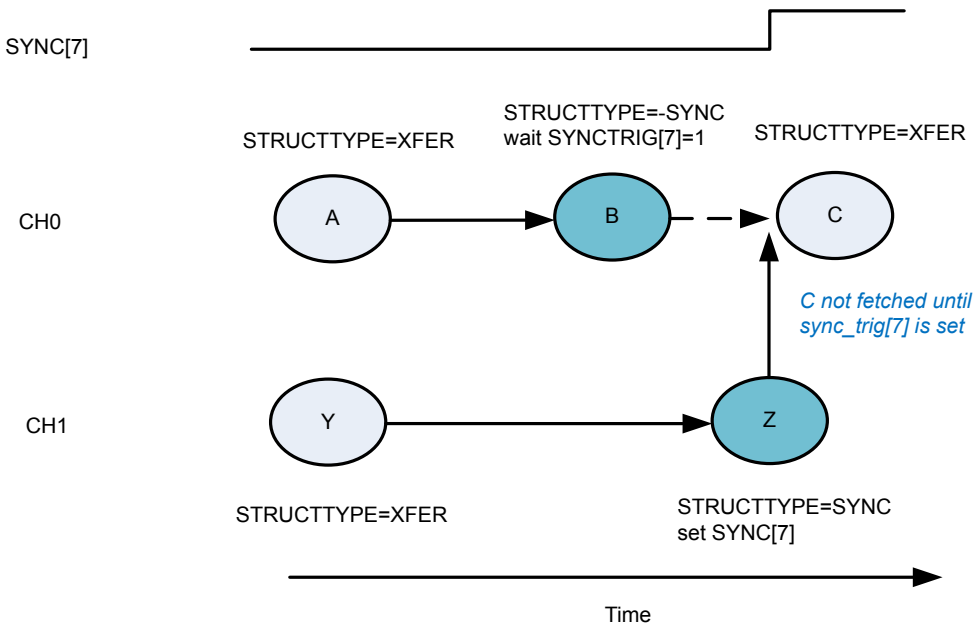 SYNC[7]
STRUCTTYPE=-SYNC
wait SYNCTRIG[7]=1
STRUCTTYPE=XFER
STRUCTTYPE=XFER
CH0
A
B
C
C not fetched until
sync_trig[7] is set
CH1
Y
Z
STRUCTTYPE=XFER
STRUCTTYPE=SYNC
set SYNC[7]
Time